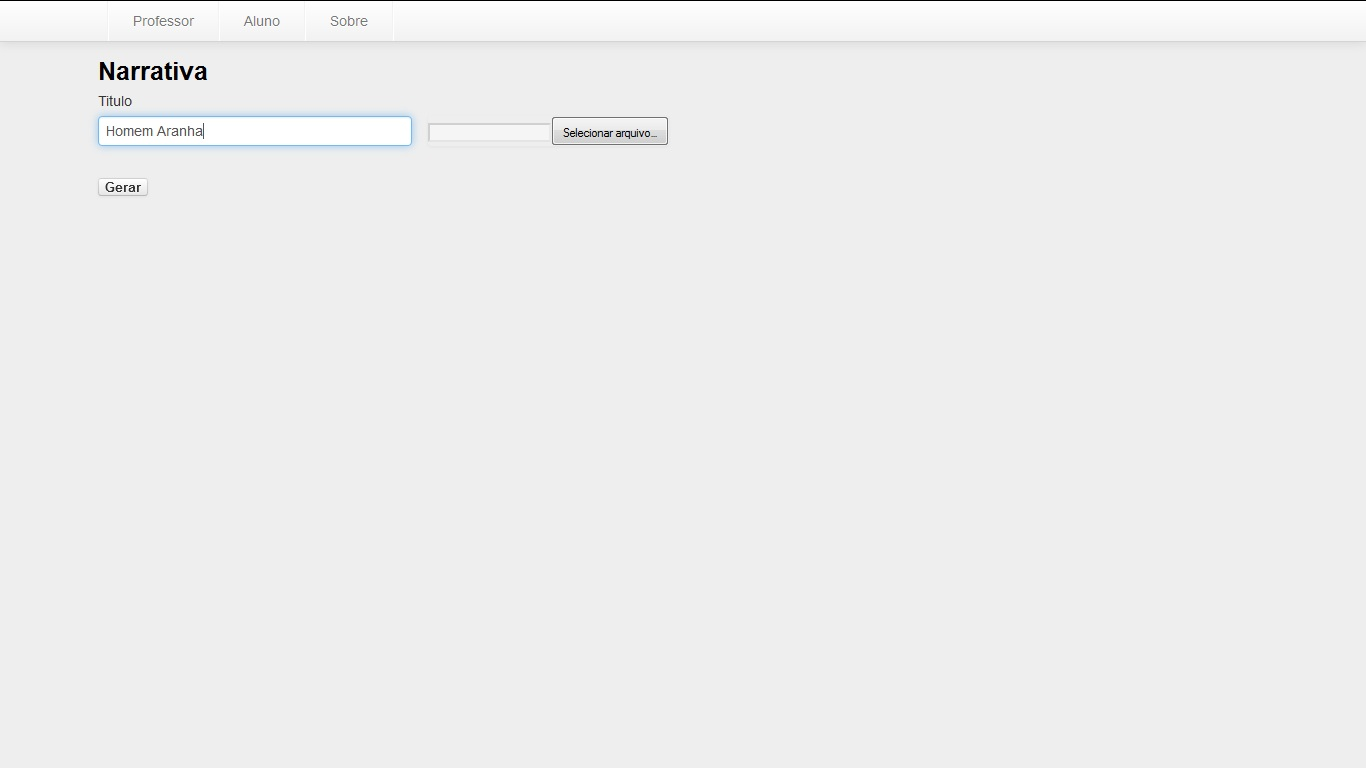 Professor Aluno Sobre
Narrativa
Titulo
Homem Aranha Selecionar arquivo...
Gerar